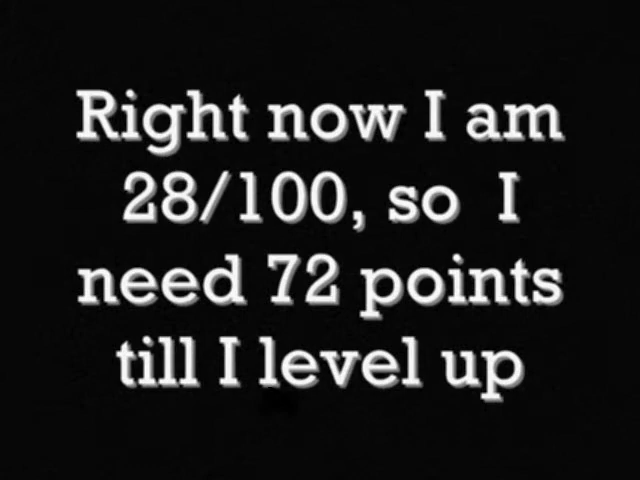 Right now I am
28/100, so  I
need 72 points
till I level up